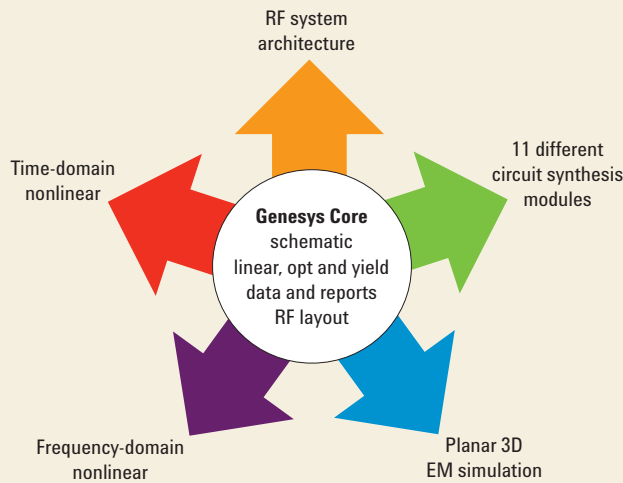 RF system
architecture
Time-domain
nonlinear
11 different
circuit synthesis
modules
Genesys Core
schematic
linear, opt and yield
data and reports
RF layout
Frequency-domain
nonlinear
Planar 3D
EM simulation